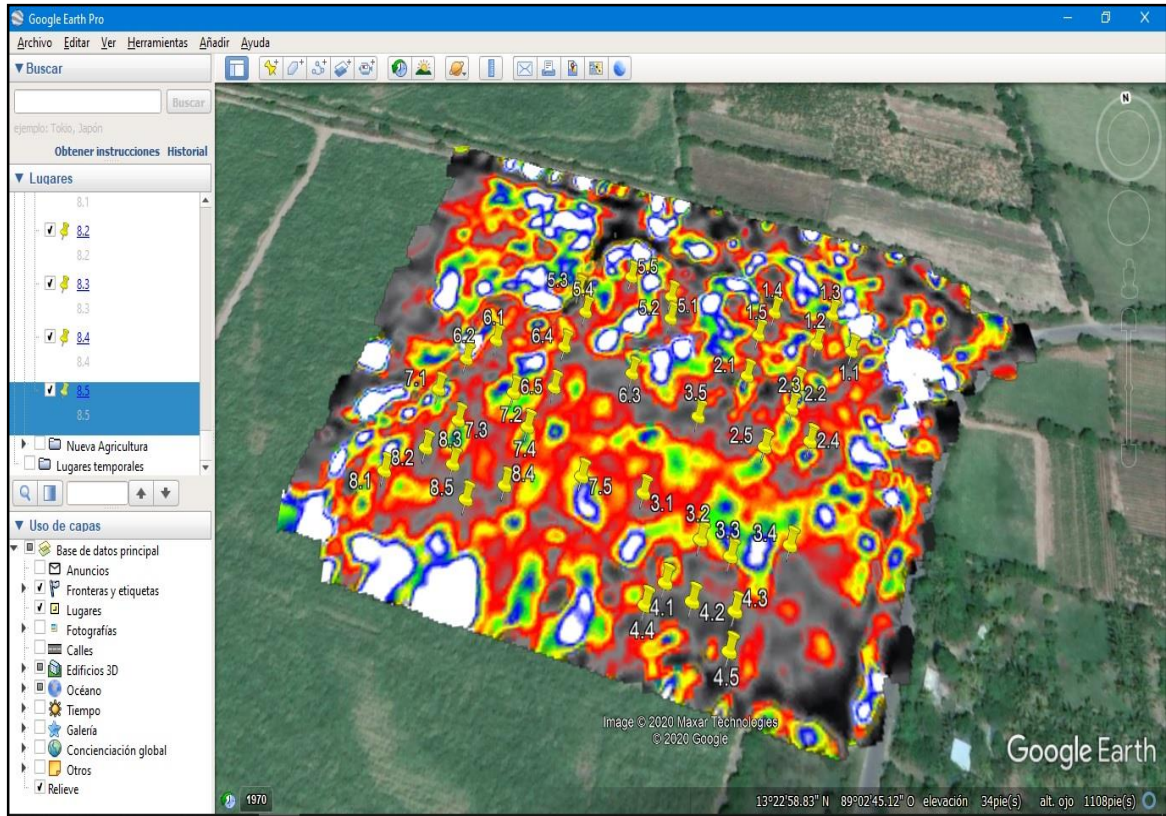 Google Earth Pro
Archivo Editar Ver Herramientas Añadir Ayuda
Buscar
Buscar
ejemplo: Tokio, Japón
Obtener instrucciones Historial
Lugares
8.1
8.2
8.2
8.3
8.3
8.4
8.4
8.5
8.5
Nueva Agricultura
Lugares temporales
Uso de capas
Base de datos principal
Anuncios
Fronteras y etiquetas
Lugares
Fotografías
Calles
Edificios 3D
Océano
Tiempo
Galería
Concienciación global
Otros
Relieve
N
5.5
5.3
5.4
5.2
5.1
1.4
1.3
1.5
1.2
1.1
6.1
6.2
6.4
6.3
6.5
2.1
2.3
2.2
3.5
7.1
7.2
7.3
7.4
2.5
2.4
8.3
8.2
8.1
8.5
8.4
7.5
3.1
3.2
3.3
3.4
4.1
4.2
4.3
4.4
4.5
Image © 2020 Maxar Technologies
© 2020 Google
Google Earth
1970
13°22'58.83" N 89°02'45.12" O elevación 34pie(s) alt. ojo 1108pie(s)